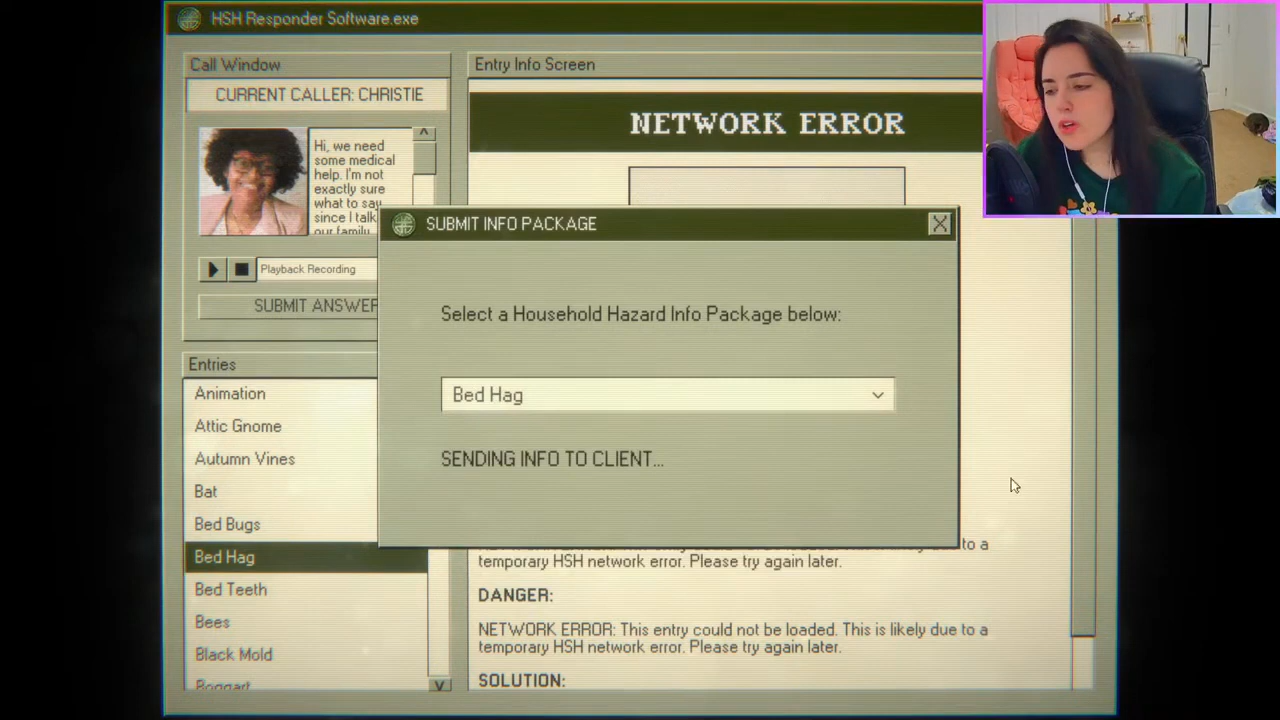 HSH Responder Software.exe
Call Window
CURRENT CALLER: CHRISTIE
Hi, we need
some medical
help. I'm not
exactly sure
what to say
since I talk
our family
Playback Recording
SUBMIT ANSWER
Entries
Animation
Attic Gnome
Autumn Vines
Bat
Bed Bugs
Bed Hag
Bed Teeth
Bees
Black Mold
Boggart
Entry Info Screen
NETWORK ERROR
SUBMIT INFO PACKAGE
Select a Household Hazard Info Package below:
Bed Hag
SENDING INFO TO CLIENT...
to a
temporary HSH network error. Please try again later.
DANGER:
NETWORK ERROR: This entry could not be loaded. This is likely due to a
temporary HSH network error. Please try again later.
SOLUTION: